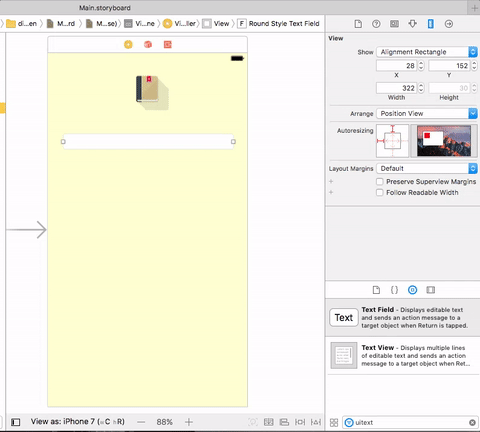 Main.storyboard
di...en
M...rd
M...se)
Vi...ne
Vi...ller
View
F
Round Style Text Field
View
Show
Alignment Rectangle
28
152
X
Y
322
30
Width
Height
Arrange
Position View
Autoresizing
Layout Margins
Default
Preserve Superview Margins
Follow Readable Width
Text
Text Field - Displays editable text
and sends an action message to a
target object when Return is tapped.
Text View - Displays multiple lines
of editable text and sends an action
message to a target object when Ret...
View as: iPhone 7 (wC hR)
88%
uitext